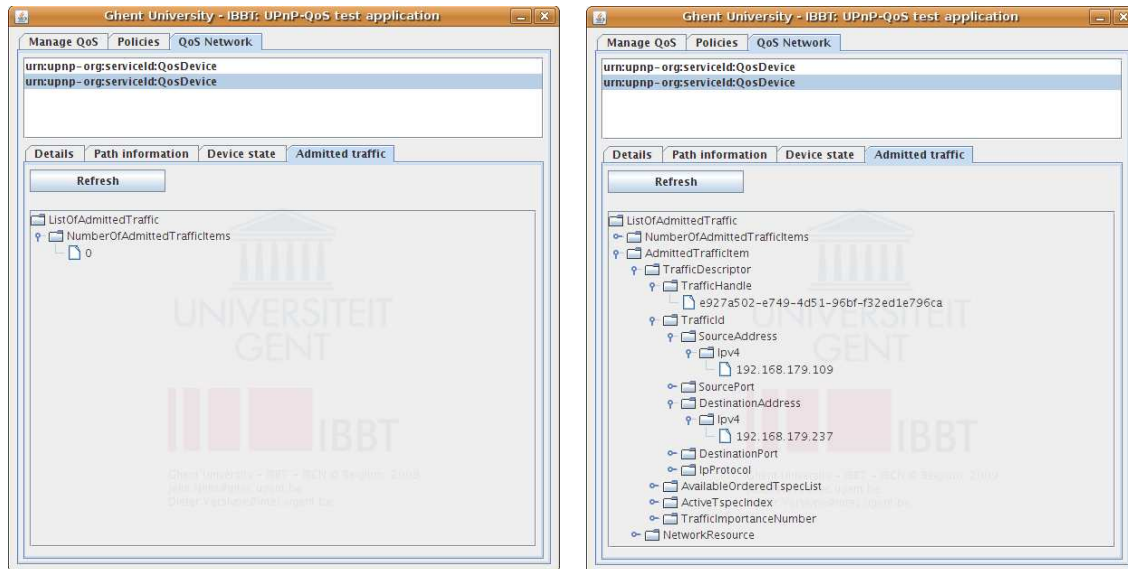 Ghent University - IBBT: UPnP-QoS test application
Manage QoS Policies QoS Network
urn:upnp-org:serviceId:QosDevice
urn:upnp-org:serviceId:QosDevice
Details Path information Device state Admitted traffic
Refresh
ListOfAdmittedTraffic
NumberOfAdmittedTrafficItems
0
UNIVERSITEIT
GENT
IBBT
Ghent University - IBBT: UPnP-QoS test application
Manage QoS Policies QoS Network
urn:upnp-org:serviceId:QosDevice
urn:upnp-org:serviceId:QosDevice
Details Path information Device state Admitted traffic
Refresh
ListOfAdmittedTraffic
NumberOfAdmittedTrafficItems
AdmittedTrafficItem
TrafficDescriptor
TrafficHandle
e927a502-e749-4d51-96bf-f32ed1e796ca
TrafficId
SourceAddress
Ipv4
192.168.179.109
SourcePort
DestinationAddress
Ipv4
192.168.179.237
DestinationPort
IpProtocol
AvailableOrderedTspecList
ActiveTspecIndex
TrafficImportanceNumber
NetworkResource
UNIVERSITEIT
GENT
IBBT